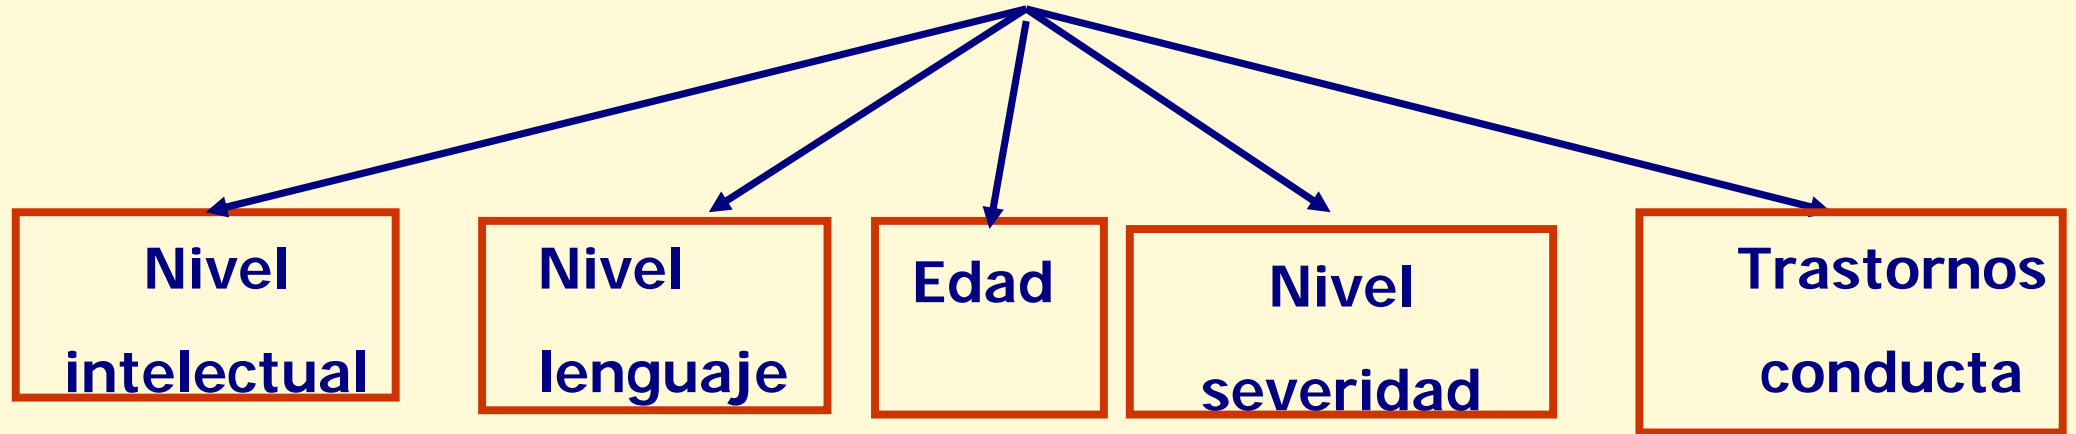 Nivel
intelectual
Nivel
lenguaje
Edad
Nivel
severidad
Trastornos
conducta